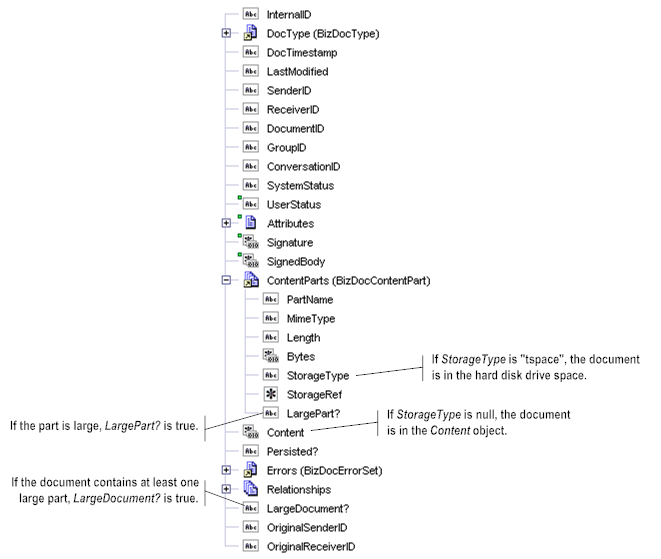 InternalID
DocType (BizDocType)
DocTimestamp
LastModified
SenderID
ReceiverID
DocumentID
GroupID
ConversationID
SystemStatus
UserStatus
Attributes
Signature
SignedBody
ContentParts (BizDocContentPart)
PartName
MimeType
Length
Bytes
StorageType
If StorageType is "tspace", the document
is in the hard disk drive space.
StorageRef
LargePart?
If the part is large, LargePart? is true.
Content
If StorageType is null, the document
is in the Content object.
Persisted?
Errors (BizDocErrorSet)
Relationships
If the document contains at least one
large part, LargeDocument? is true.
LargeDocument?
OriginalSenderID
OriginalReceiverID